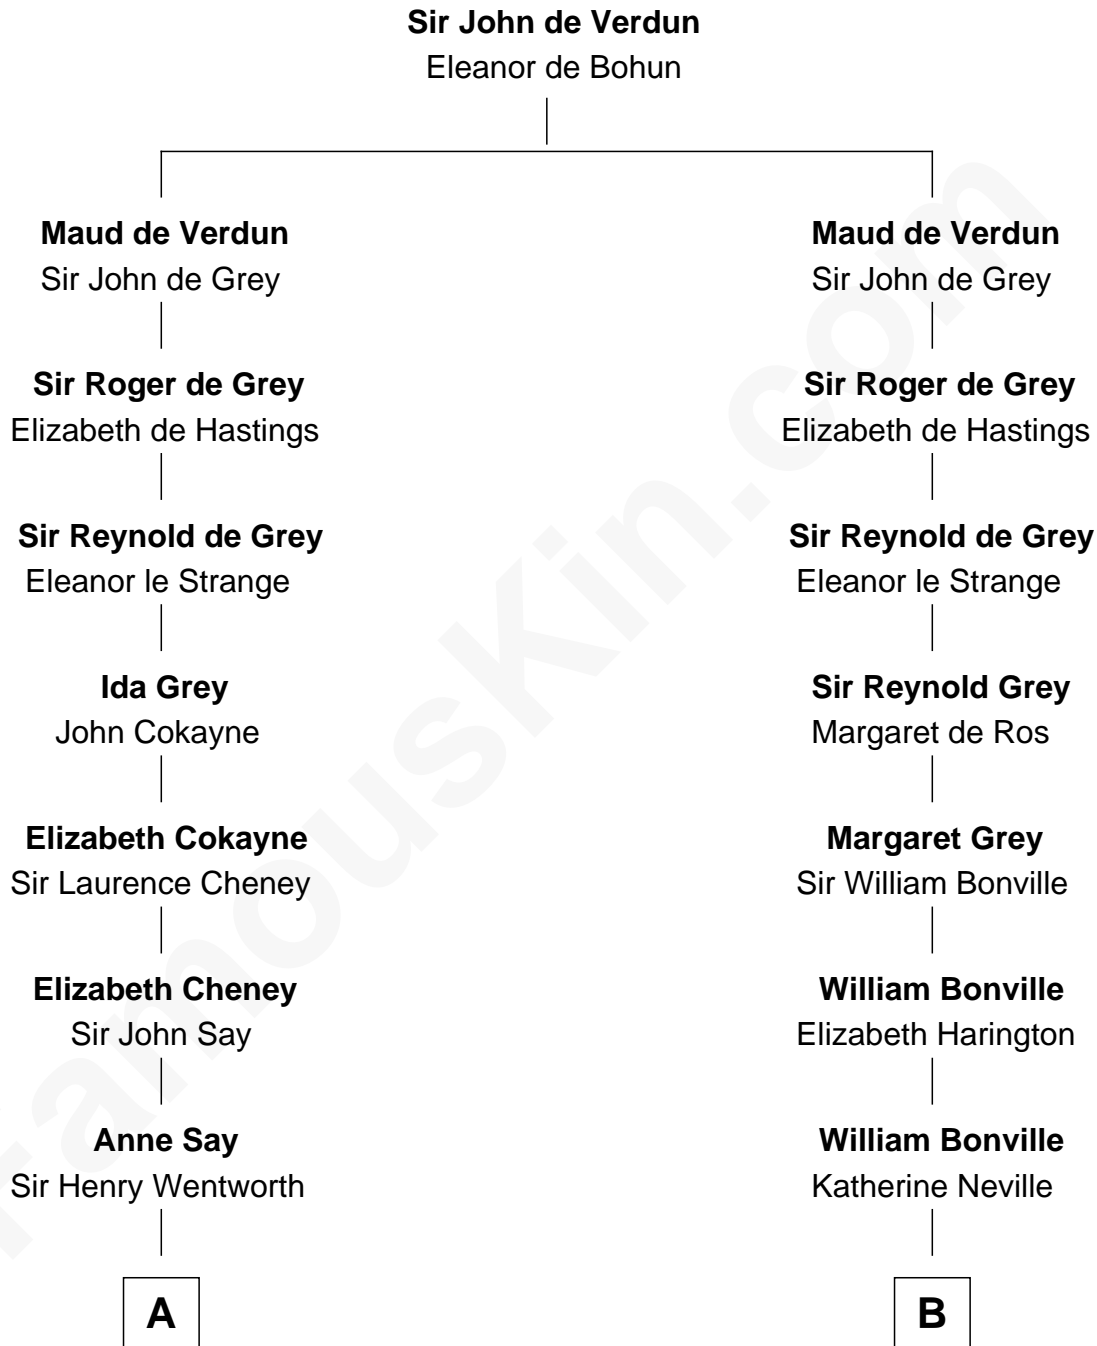 Sir John de Verdun
Eleanor de Bohun
Maud de Verdun
Sir John de Grey
Maud de Verdun
Sir John de Grey
Sir Roger de Grey
Elizabeth de Hastings
Sir Roger de Grey
Elizabeth de Hastings
Sir Reynold de Grey
Eleanor le Strange
Sir Reynold de Grey
Eleanor le Strange
Ida Grey
John Cokayne
Sir Reynold Grey
Margaret de Ros
Elizabeth Cokayne
Sir Laurence Cheney
Margaret Grey
Sir William Bonville
Elizabeth Cheney
Sir John Say
William Bonville
Elizabeth Harington
Anne Say
Sir Henry Wentworth
William Bonville
Katherine Neville
A
B
FamousKin.com